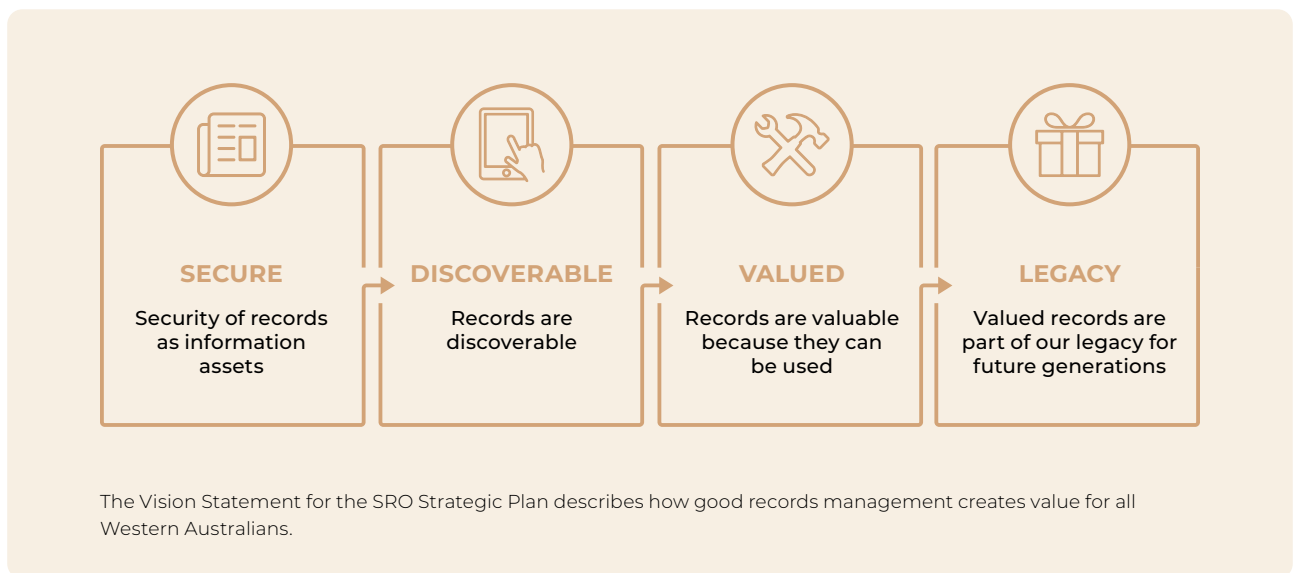 SECURE
Security of records
as information
assets
DISCOVERABLE
Records are
discoverable
VALUED
Records are valuable
because they can
be used
LEGACY
Valued records are
part of our legacy for
future generations
The Vision Statement for the SRO Strategic Plan describes how good records management creates value for all
Western Australians.